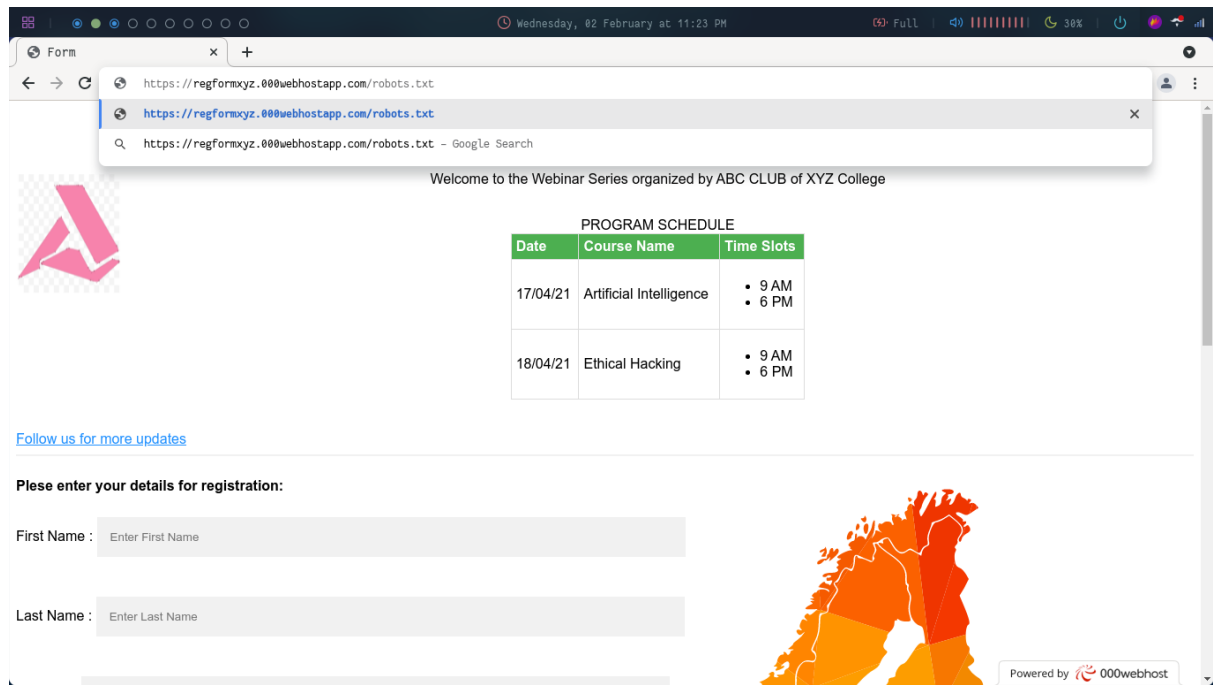 Wednesday, 02 February at 11:23 PM
Full
30%
Form
https://regformxyz.000webhostapp.com/robots.txt
https://regformxyz.000webhostapp.com/robots.txt
https://regformxyz.000webhostapp.com/robots.txt – Google Search
Welcome to the Webinar Series organized by ABC CLUB of XYZ College
PROGRAM SCHEDULE
Date Course Name Time Slots
17/04/21 Artificial Intelligence
• 9 AM
• 6 PM
18/04/21 Ethical Hacking
• 9 AM
• 6 PM
Follow us for more updates
Plese enter your details for registration:
First Name : Enter First Name
Last Name : Enter Last Name
Powered by 000webhost